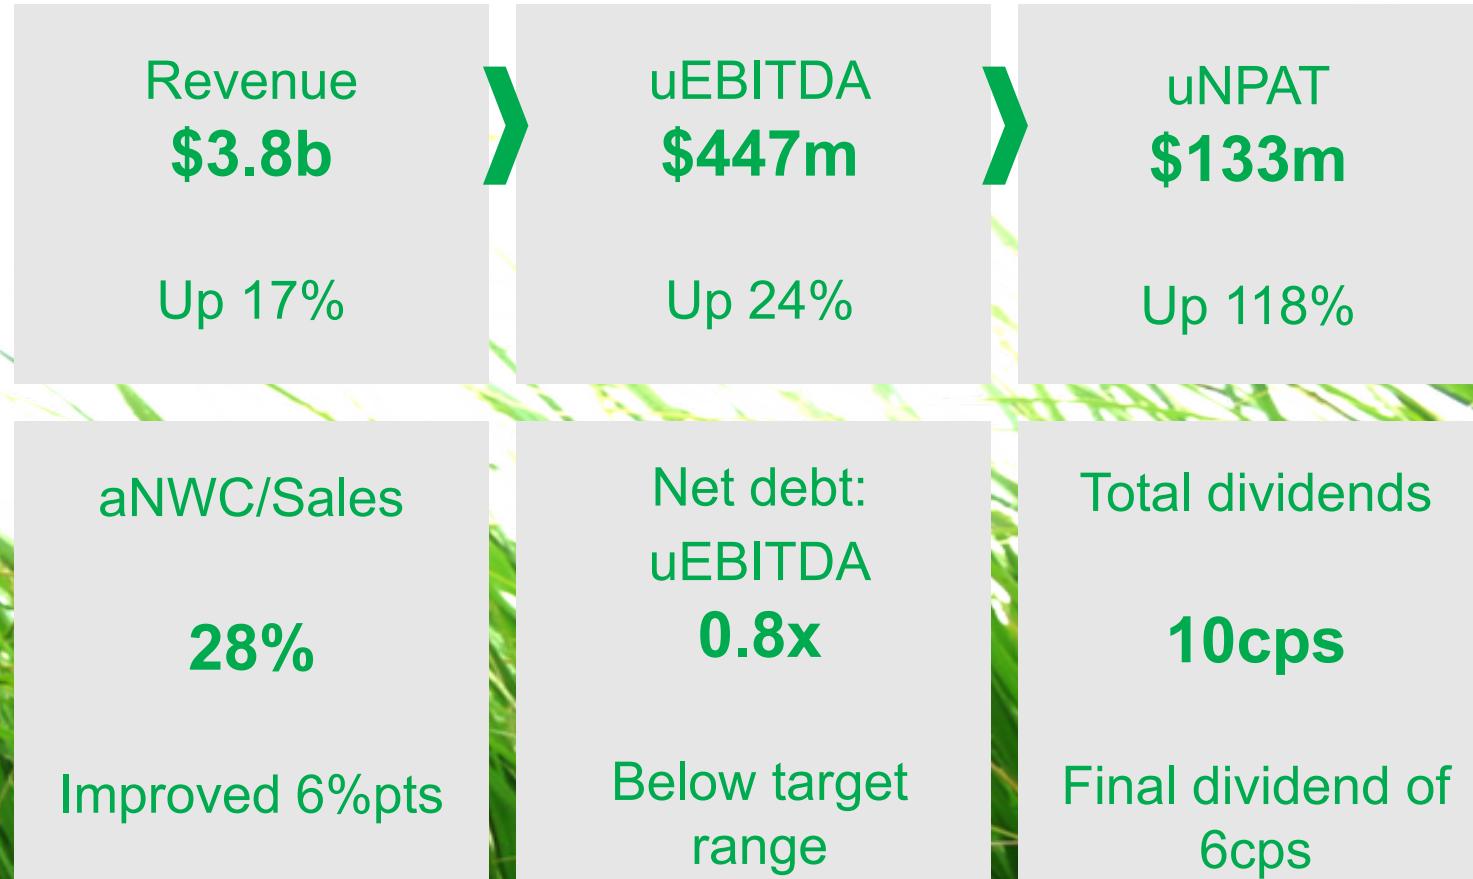 Revenue
$3.8b
Up 17%
uEBITDA
$447m
Up 24%
uNPAT
$133m
Up 118%
aNWC/Sales
28%
Improved 6%pts
Net debt:
uEBITDA
0.8x
Below target
range
Total dividends
10cps
Final dividend of
6cps